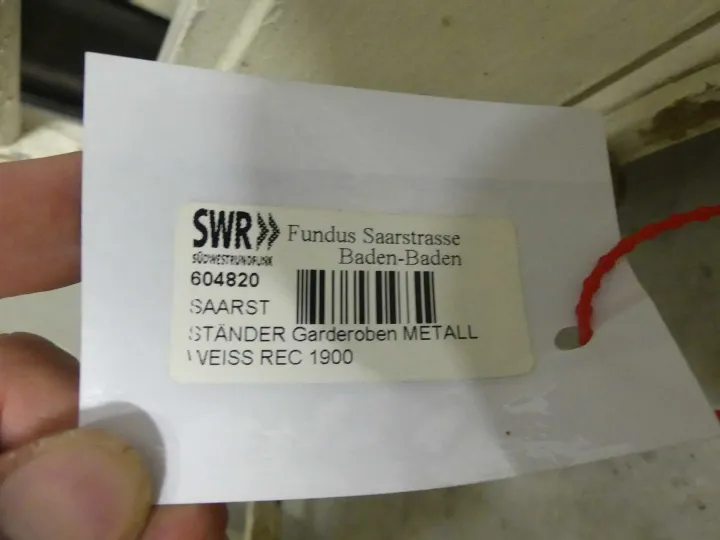 SWR» Fundus Saarstrasse
SÜDWESTRUNDFUNK Baden-Baden
604820
SAARST
STÄNDER Garderoben METALL
WEISS REC 1900